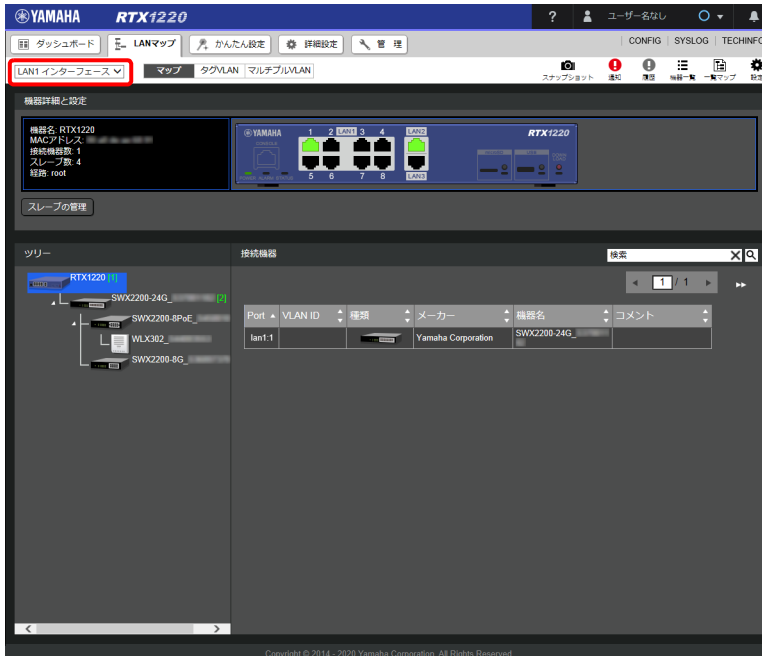 YAMAHA RTX1220 ? ユーザー名なし
ダッシュボード LANマップ かんたん設定 詳細設定 管 理 CONFIG SYSLOG TECHINFO
LAN1 インターフェース マップ タグVLAN マルチプルVLAN スナップショット 通知 履歴 機器一覧 一覧マップ 設定
機器詳細と設定
機器名: RTX1220
MACアドレス:
接続機器数: 1
スレーブ数: 4
経路: root
YAMAHA 1 2 LAN1 3 4 LAN2 RTX1220
CONSOLE
POWER ALARM STATUS 5 6 7 8 LAN3
スレーブの管理
ツリー
RTX1220 [1]
SWX2200-24G_ [2]
SWX2200-8PoE_
WLX302_
SWX2200-8G_
接続機器 検索
1 / 1
Port VLAN ID 種類 メーカー 機器名 コメント
lan1:1 Yamaha Corporation SWX2200-24G_
Copyright © 2014 - 2020 Yamaha Corporation. All Rights Reserved.